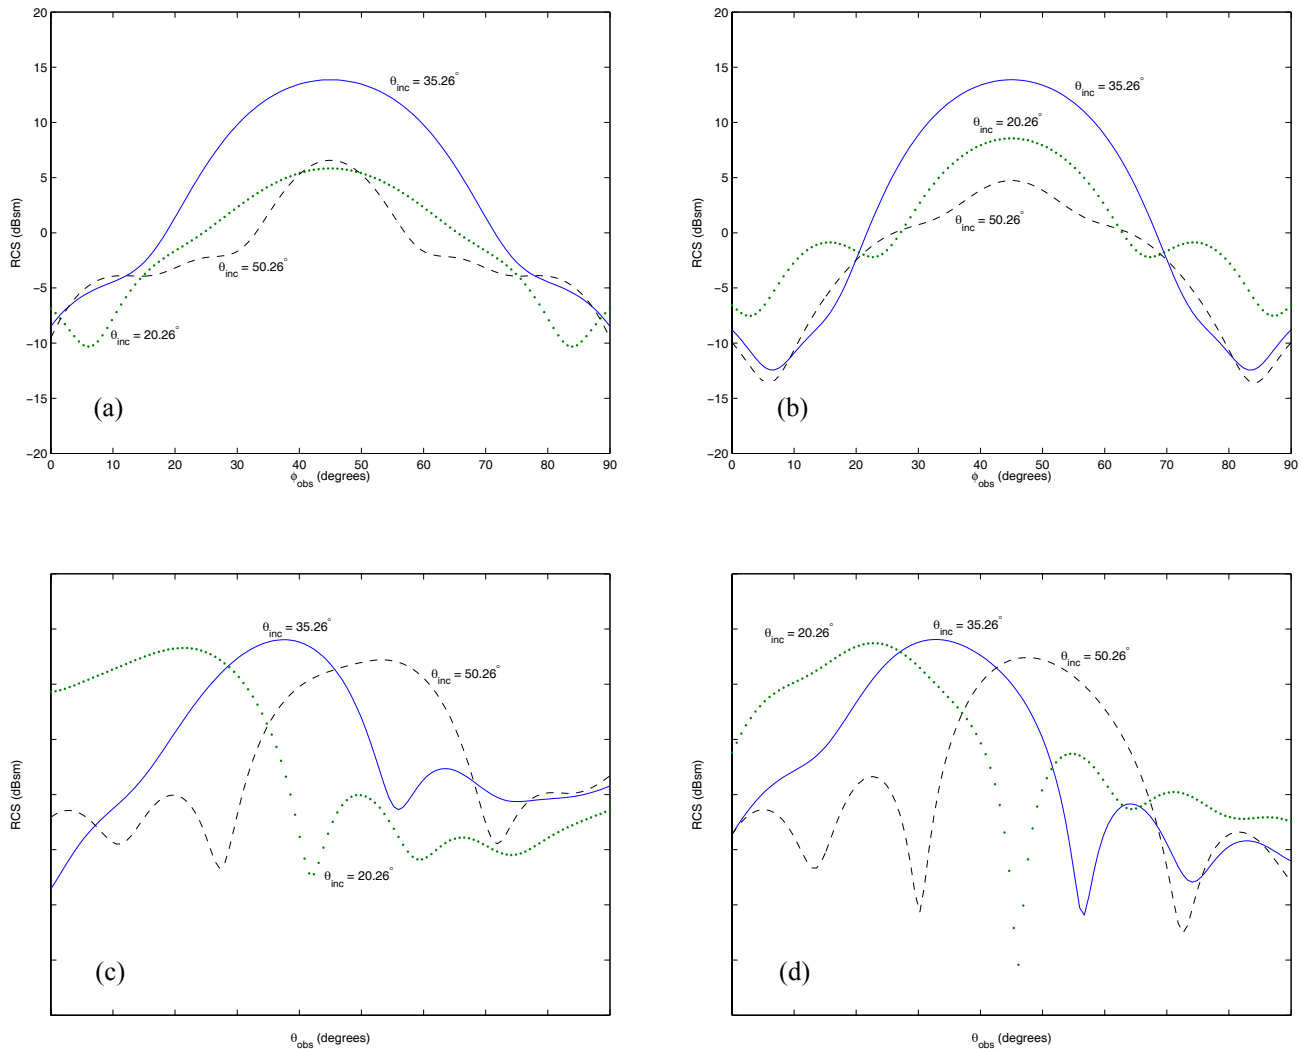 20
15
10
5
0
−5
−10
−15
−20
RCS (dBsm)
θinc = 35.26°
θinc = 50.26°
θinc = 20.26°
(a)
0 10 20 30 40 50 60 70 80 90
ϕobs (degrees)
20
15
10
5
0
−5
−10
−15
−20
RCS (dBsm)
θinc = 35.26°
θinc = 20.26°
θinc = 50.26°
(b)
0 10 20 30 40 50 60 70 80 90
ϕobs (degrees)
RCS (dBsm)
θinc = 35.26°
θinc = 50.26°
θinc = 20.26°
(c)
θobs (degrees)
RCS (dBsm)
θinc = 20.26°
θinc = 35.26°
θinc = 50.26°
(d)
θobs (degrees)